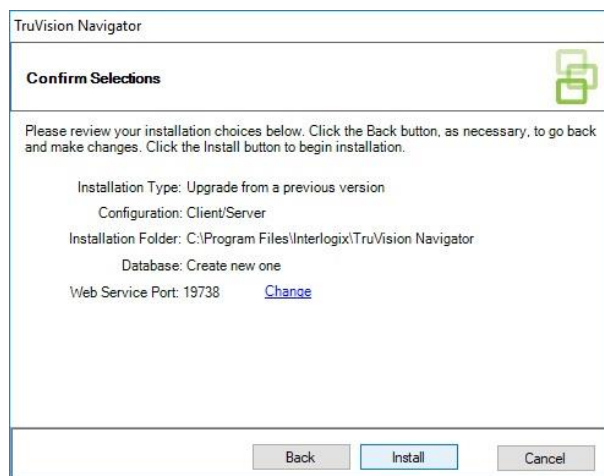 TruVision Navigator
Confirm Selections
Please review your installation choices below. Click the Back button, as necessary, to go back
and make changes. Click the Install button to begin installation.
Installation Type: Upgrade from a previous version
Configuration: Client/Server
Installation Folder: C:\Program Files\Interlogix\TruVision Navigator
Database: Create new one
Web Service Port: 19738 Change
Back Install Cancel